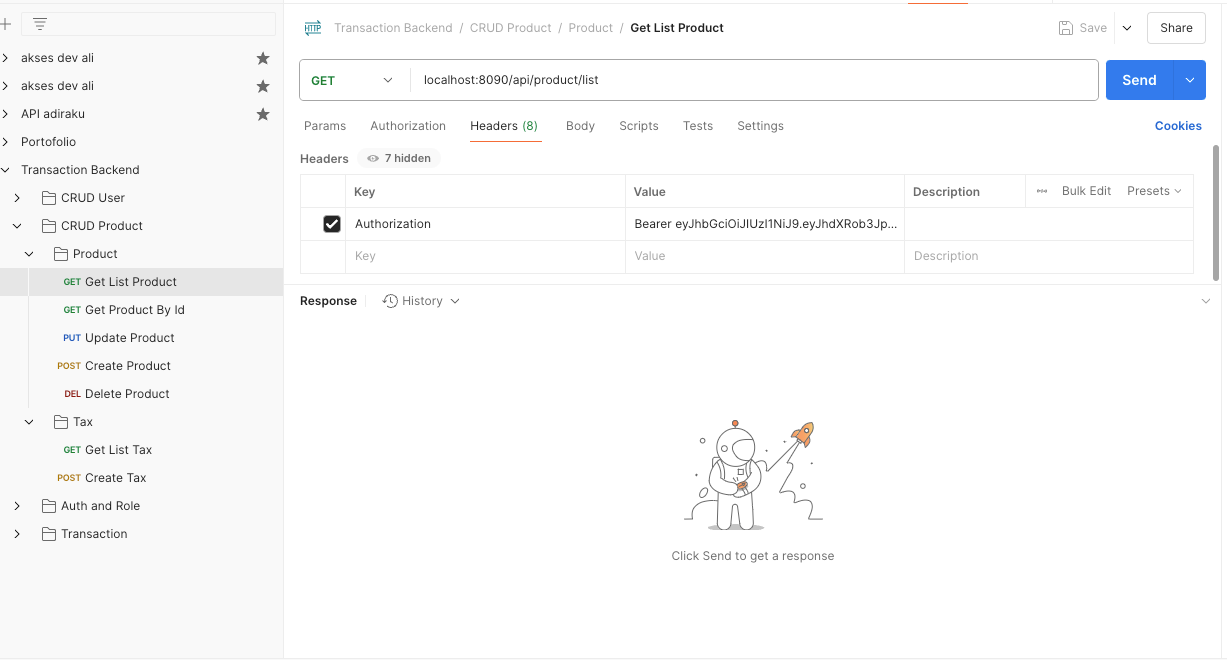 akses dev ali
akses dev ali
API adiraku
Portofolio
Transaction Backend
CRUD User
CRUD Product
Product
GET Get List Product
GET Get Product By Id
PUT Update Product
POST Create Product
DEL Delete Product
Tax
GET Get List Tax
POST Create Tax
Auth and Role
Transaction
HTTP Transaction Backend / CRUD Product / Product / Get List Product
Save
Share
GET localhost:8090/api/product/list
Send
Params Authorization Headers (8) Body Scripts Tests Settings
Cookies
Headers 7 hidden
Key Value Description Bulk Edit Presets
Authorization Bearer eyJhbGciOiJIUzI1NiJ9.eyJhdXRob3Jp...
Key Value Description
Response History
Click Send to get a response